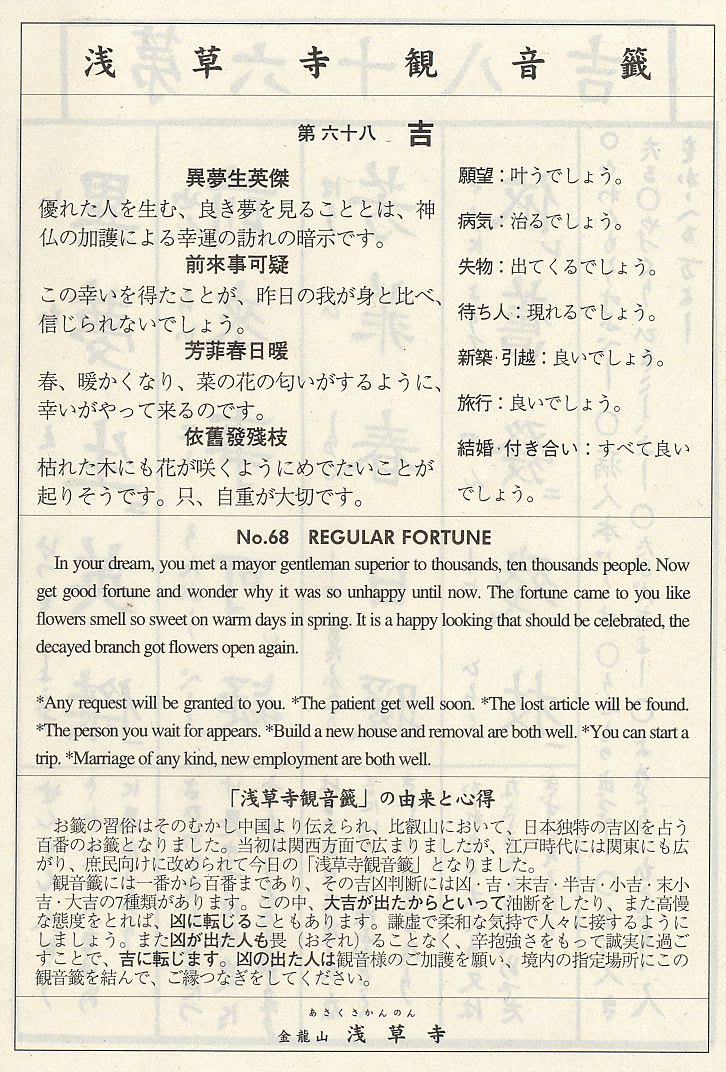 浅草寺観音籤
第六十八 吉
異夢生英傑
優れた人を生む、良き夢を見ることとは、神
仏の加護による幸運の訪れの暗示です。
前來事可疑
この幸いを得たことが、昨日の我が身と比べ、
信じられないでしょう。
芳菲春日暖
春、暖かくなり、菜の花の匂いがするように、
幸いがやって来るのです。
依舊發殘枝
枯れた木にも花が咲くようにめでたいことが
起りそうです。只、自重が大切です。
願望：叶うでしょう。
病気：治るでしょう。
失物：出てくるでしょう。
待ち人：現れるでしょう。
新築·引越：良いでしょう。
旅行：良いでしょう。
結婚·付き合い：すべて良い
でしょう。
No.68 REGULAR FORTUNE
In your dream, you met a mayor gentleman superior to thousands, ten thousands people. Now
get good fortune and wonder why it was so unhappy until now. The fortune came to you like
flowers smell so sweet on warm days in spring. It is a happy looking that should be celebrated, the
decayed branch got flowers open again.
*Any request will be granted to you. *The patient get well soon. *The lost article will be found.
*The person you wait for appears. *Build a new house and removal are both well. *You can start a
trip. *Marriage of any kind, new employment are both well.
「浅草寺観音籤」の由来と心得
お籤の習俗はそのむかし中国より伝えられ、比叡山において、日本独特の吉凶を占う
百番のお籤となりました。当初は関西方面で広まりましたが、江戸時代には関東にも広
がり、庶民向けに改められて今日の「浅草寺観音籤」となりました。
観音籤には一番から百番まであり、その吉凶判断には凶·吉·末吉·半吉·小吉·末小
吉·大吉の7種類があります。この中、大吉が出たからといって油断をしたり、また高慢
な態度をとれば、凶に転じることもあります。謙虚で柔和な気持で人々に接するように
しましょう。また凶が出た人も畏（おそれ）ることなく、辛抱強さをもって誠実に過ご
すことで、吉に転じます。凶の出た人は観音様のご加護を願い、境内の指定場所にこの
観音籤を結んで、ご縁つなぎをしてください。
あさくさかんのん
金龍山 浅草寺